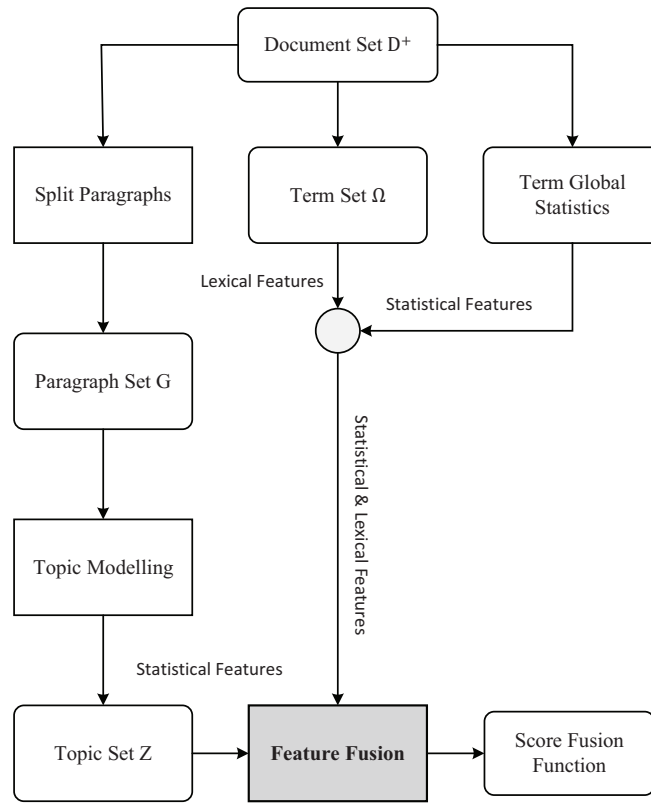 Document Set D⁺
Split Paragraphs
Term Set Ω
Term Global
Statistics
Lexical Features
Statistical Features
Paragraph Set G
Statistical & Lexical Features
Topic Modelling
Statistical Features
Topic Set Z
Feature Fusion
Score Fusion
Function